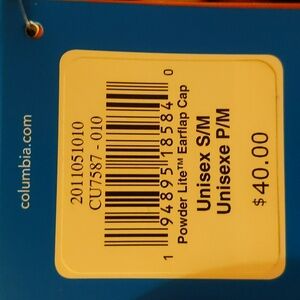 columbia.com
2011051010
CU7587 - 010
1 94895 18584 0
Powder Lite™ Earflap Cap
Unisex S/M
Unisexe P/M
$40.00